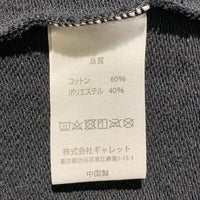 品質
コットン 60%
ポリエステル 40%
株式会社ギャレット
東京都渋谷区恵比寿南1-15-1
中国製